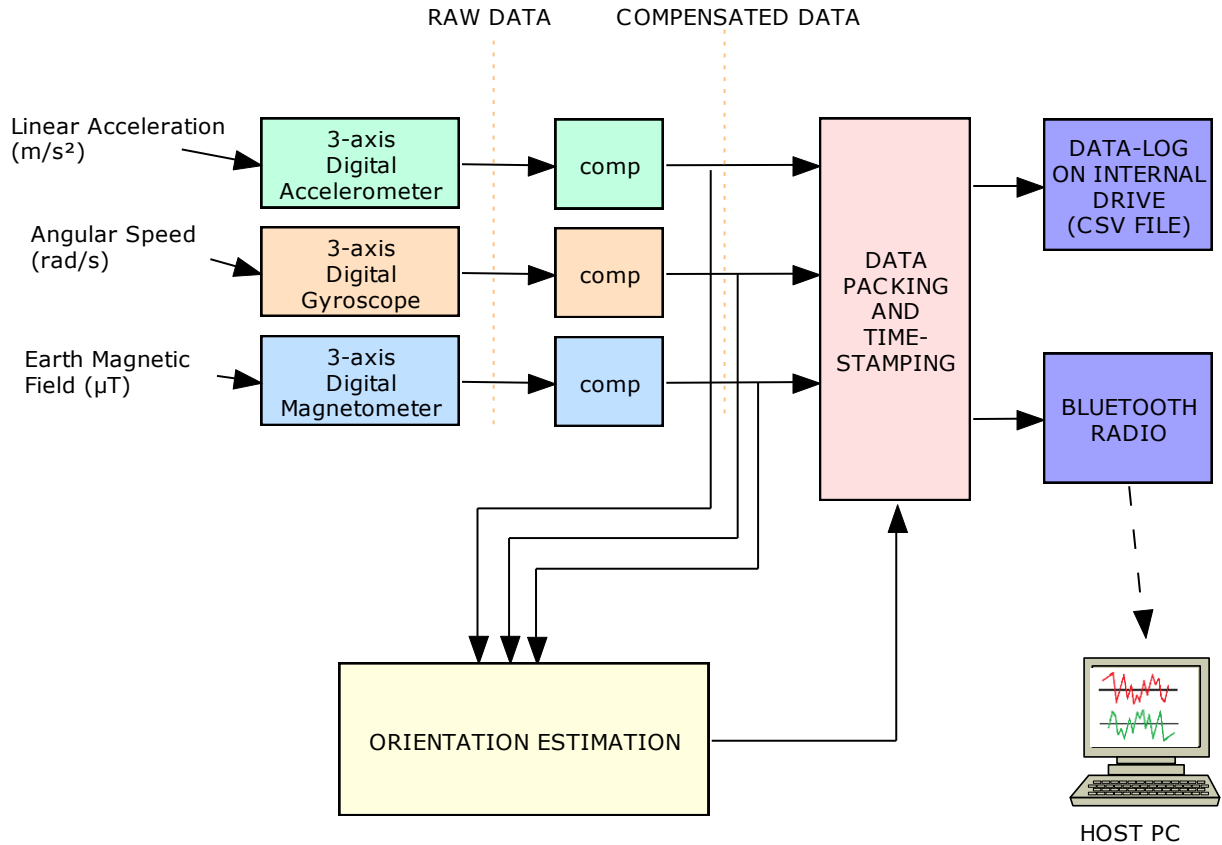 RAW DATA
COMPENSATED DATA
Linear Acceleration
(m/s²)
3-axis
Digital
Accelerometer
comp
DATA-LOG
ON INTERNAL
DRIVE
(CSV FILE)
Angular Speed
(rad/s)
3-axis
Digital
Gyroscope
comp
DATA
PACKING
AND
TIME-
STAMPING
Earth Magnetic
Field (µT)
3-axis
Digital
Magnetometer
comp
BLUETOOTH
RADIO
ORIENTATION ESTIMATION
HOST PC